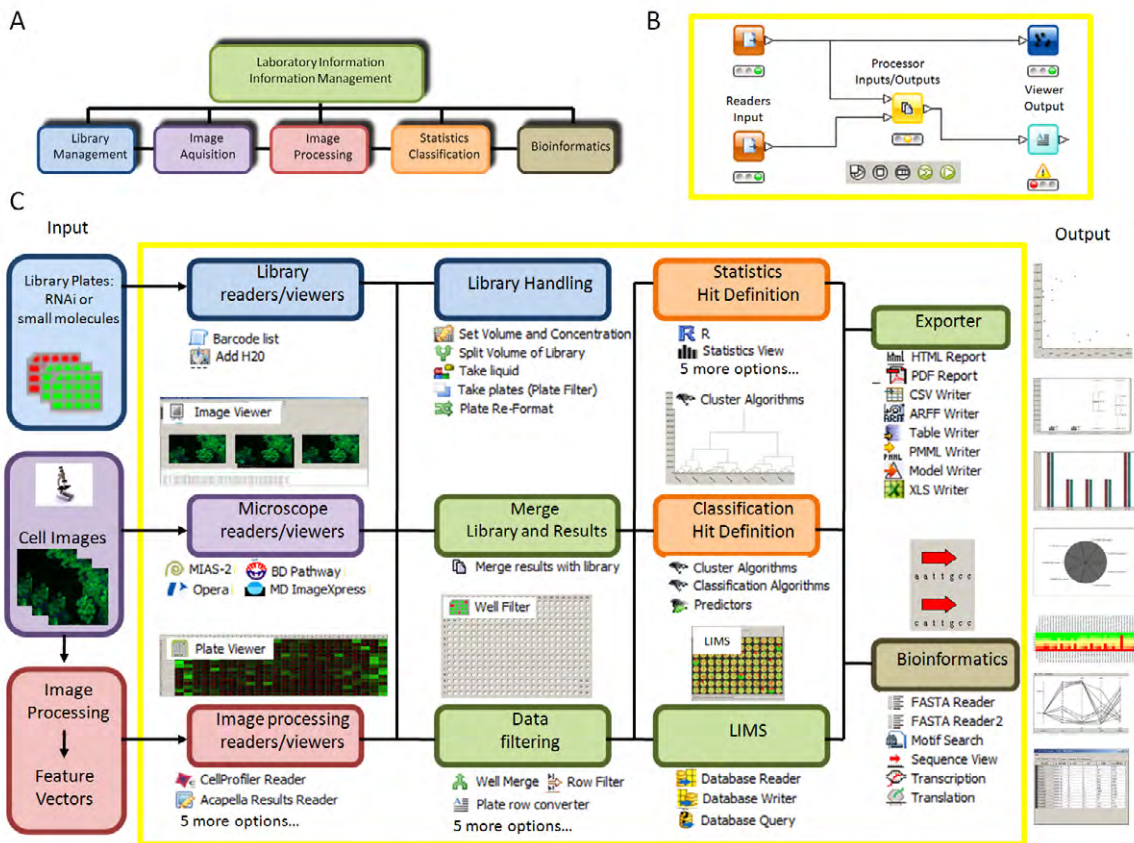 A
Laboratory Information
Information Management
Library
Management
Image
Aquisition
Image
Processing
Statistics
Classification
Bioinformatics
B
Processor
Inputs/Outputs
Readers
Input
Viewer
Output
C
Input
Output
Library Plates:
RNAi or
small molecules
Cell Images
Image
Processing
Feature
Vectors
Library
readers/viewers
Barcode list
Add H20
Image Viewer
Microscope
readers/viewers
MIAS-2
BD Pathway
Opera
MD ImageXpress
Plate Viewer
Image processing
readers/viewers
CellProfiler Reader
Acapella Results Reader
5 more options...
Library Handling
Set Volume and Concentration
Split Volume of Library
Take liquid
Take plates (Plate Filter)
Plate Re-Format
Merge
Library and Results
Merge results with library
Well Filter
Data
filtering
Well Merge
Row Filter
Plate row converter
5 more options...
Statistics
Hit Definition
R
Statistics View
5 more options...
Cluster Algorithms
Classification
Hit Definition
Cluster Algorithms
Classification Algorithms
Predictors
LIMS
LIMS
Database Reader
Database Writer
Database Query
Exporter
html HTML Report
PDF Report
CSV Writer
ARFF Writer
Table Writer
PMML PMML Writer
Model Writer
XLS Writer
a a t t g c c
c a t t g c c
Bioinformatics
FASTA Reader
FASTA Reader2
Motif Search
Sequence View
Transcription
Translation